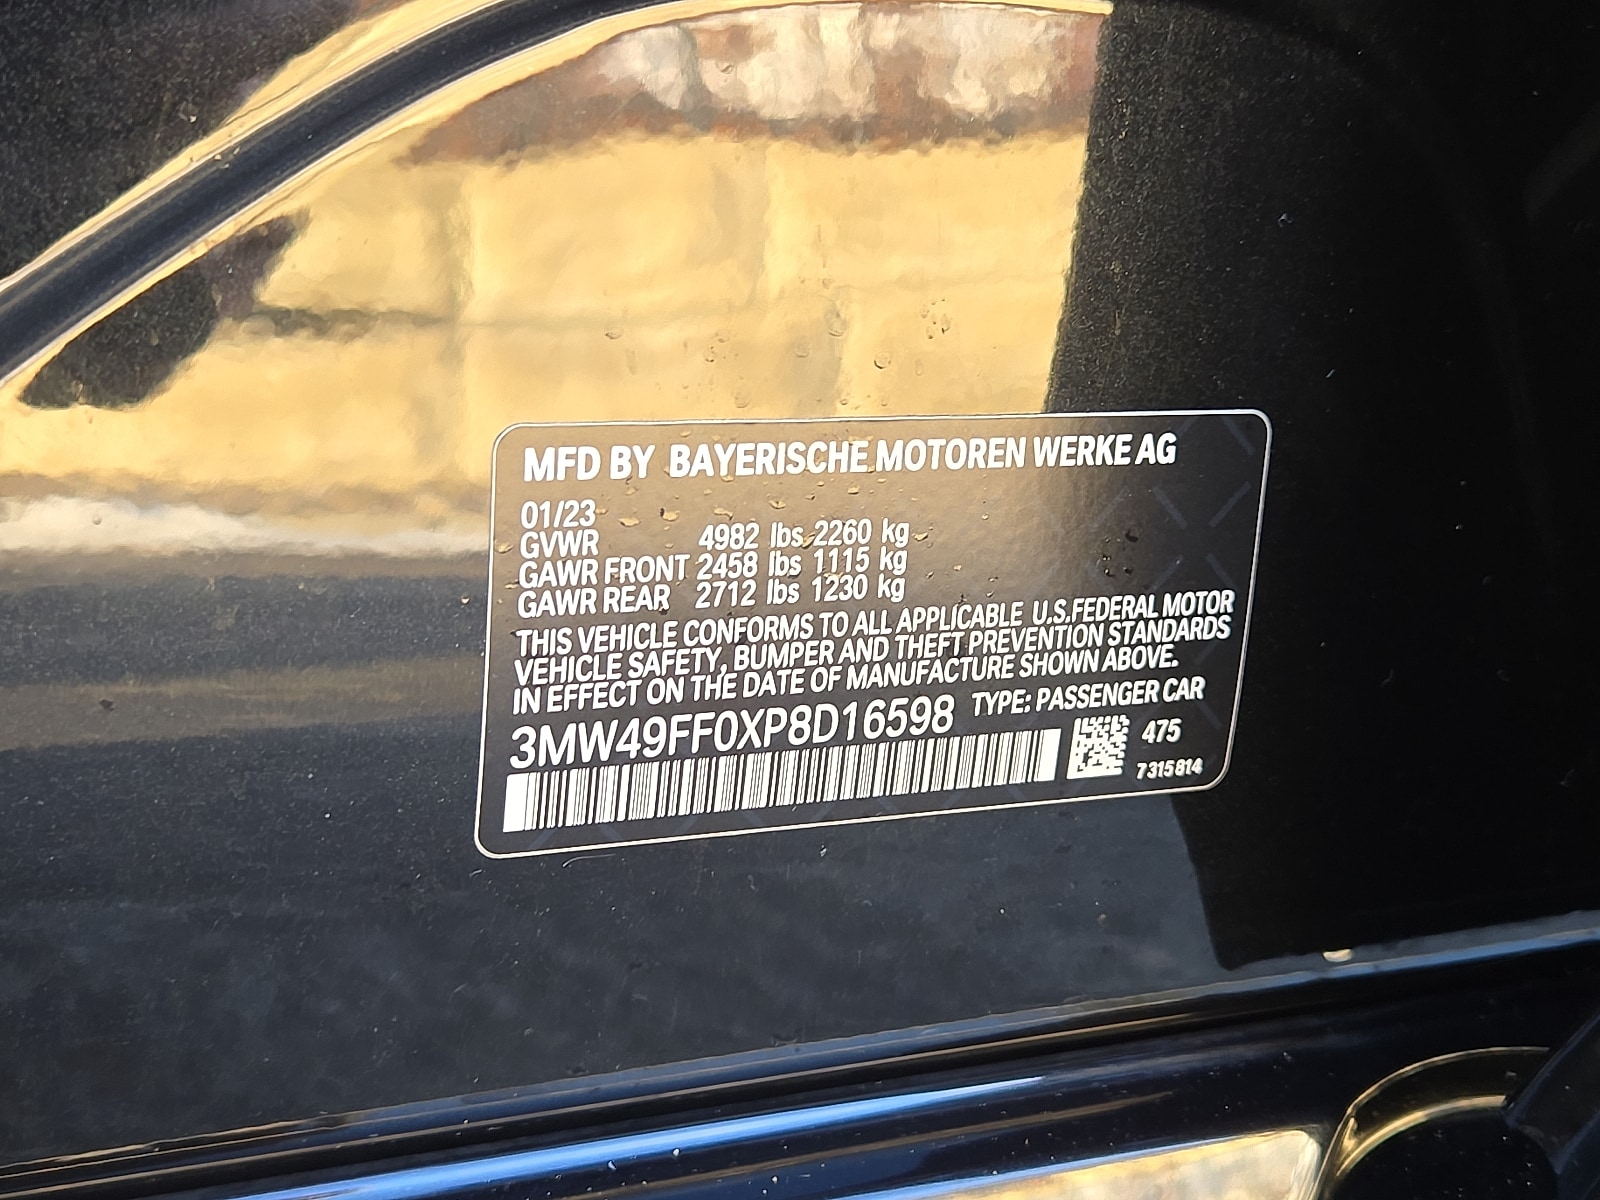 MFD BY BAYERISCHE MOTOREN WERKE AG
01/23
GVWR 4982 lbs 2260 kg
GAWR FRONT 2458 lbs 1115 kg
GAWR REAR 2712 lbs 1230 kg
THIS VEHICLE CONFORMS TO ALL APPLICABLE U.S.FEDERAL MOTOR
VEHICLE SAFETY, BUMPER AND THEFT PREVENTION STANDARDS
IN EFFECT ON THE DATE OF MANUFACTURE SHOWN ABOVE.
3MW49FF0XP8D16598 TYPE: PASSENGER CAR
475
7315814